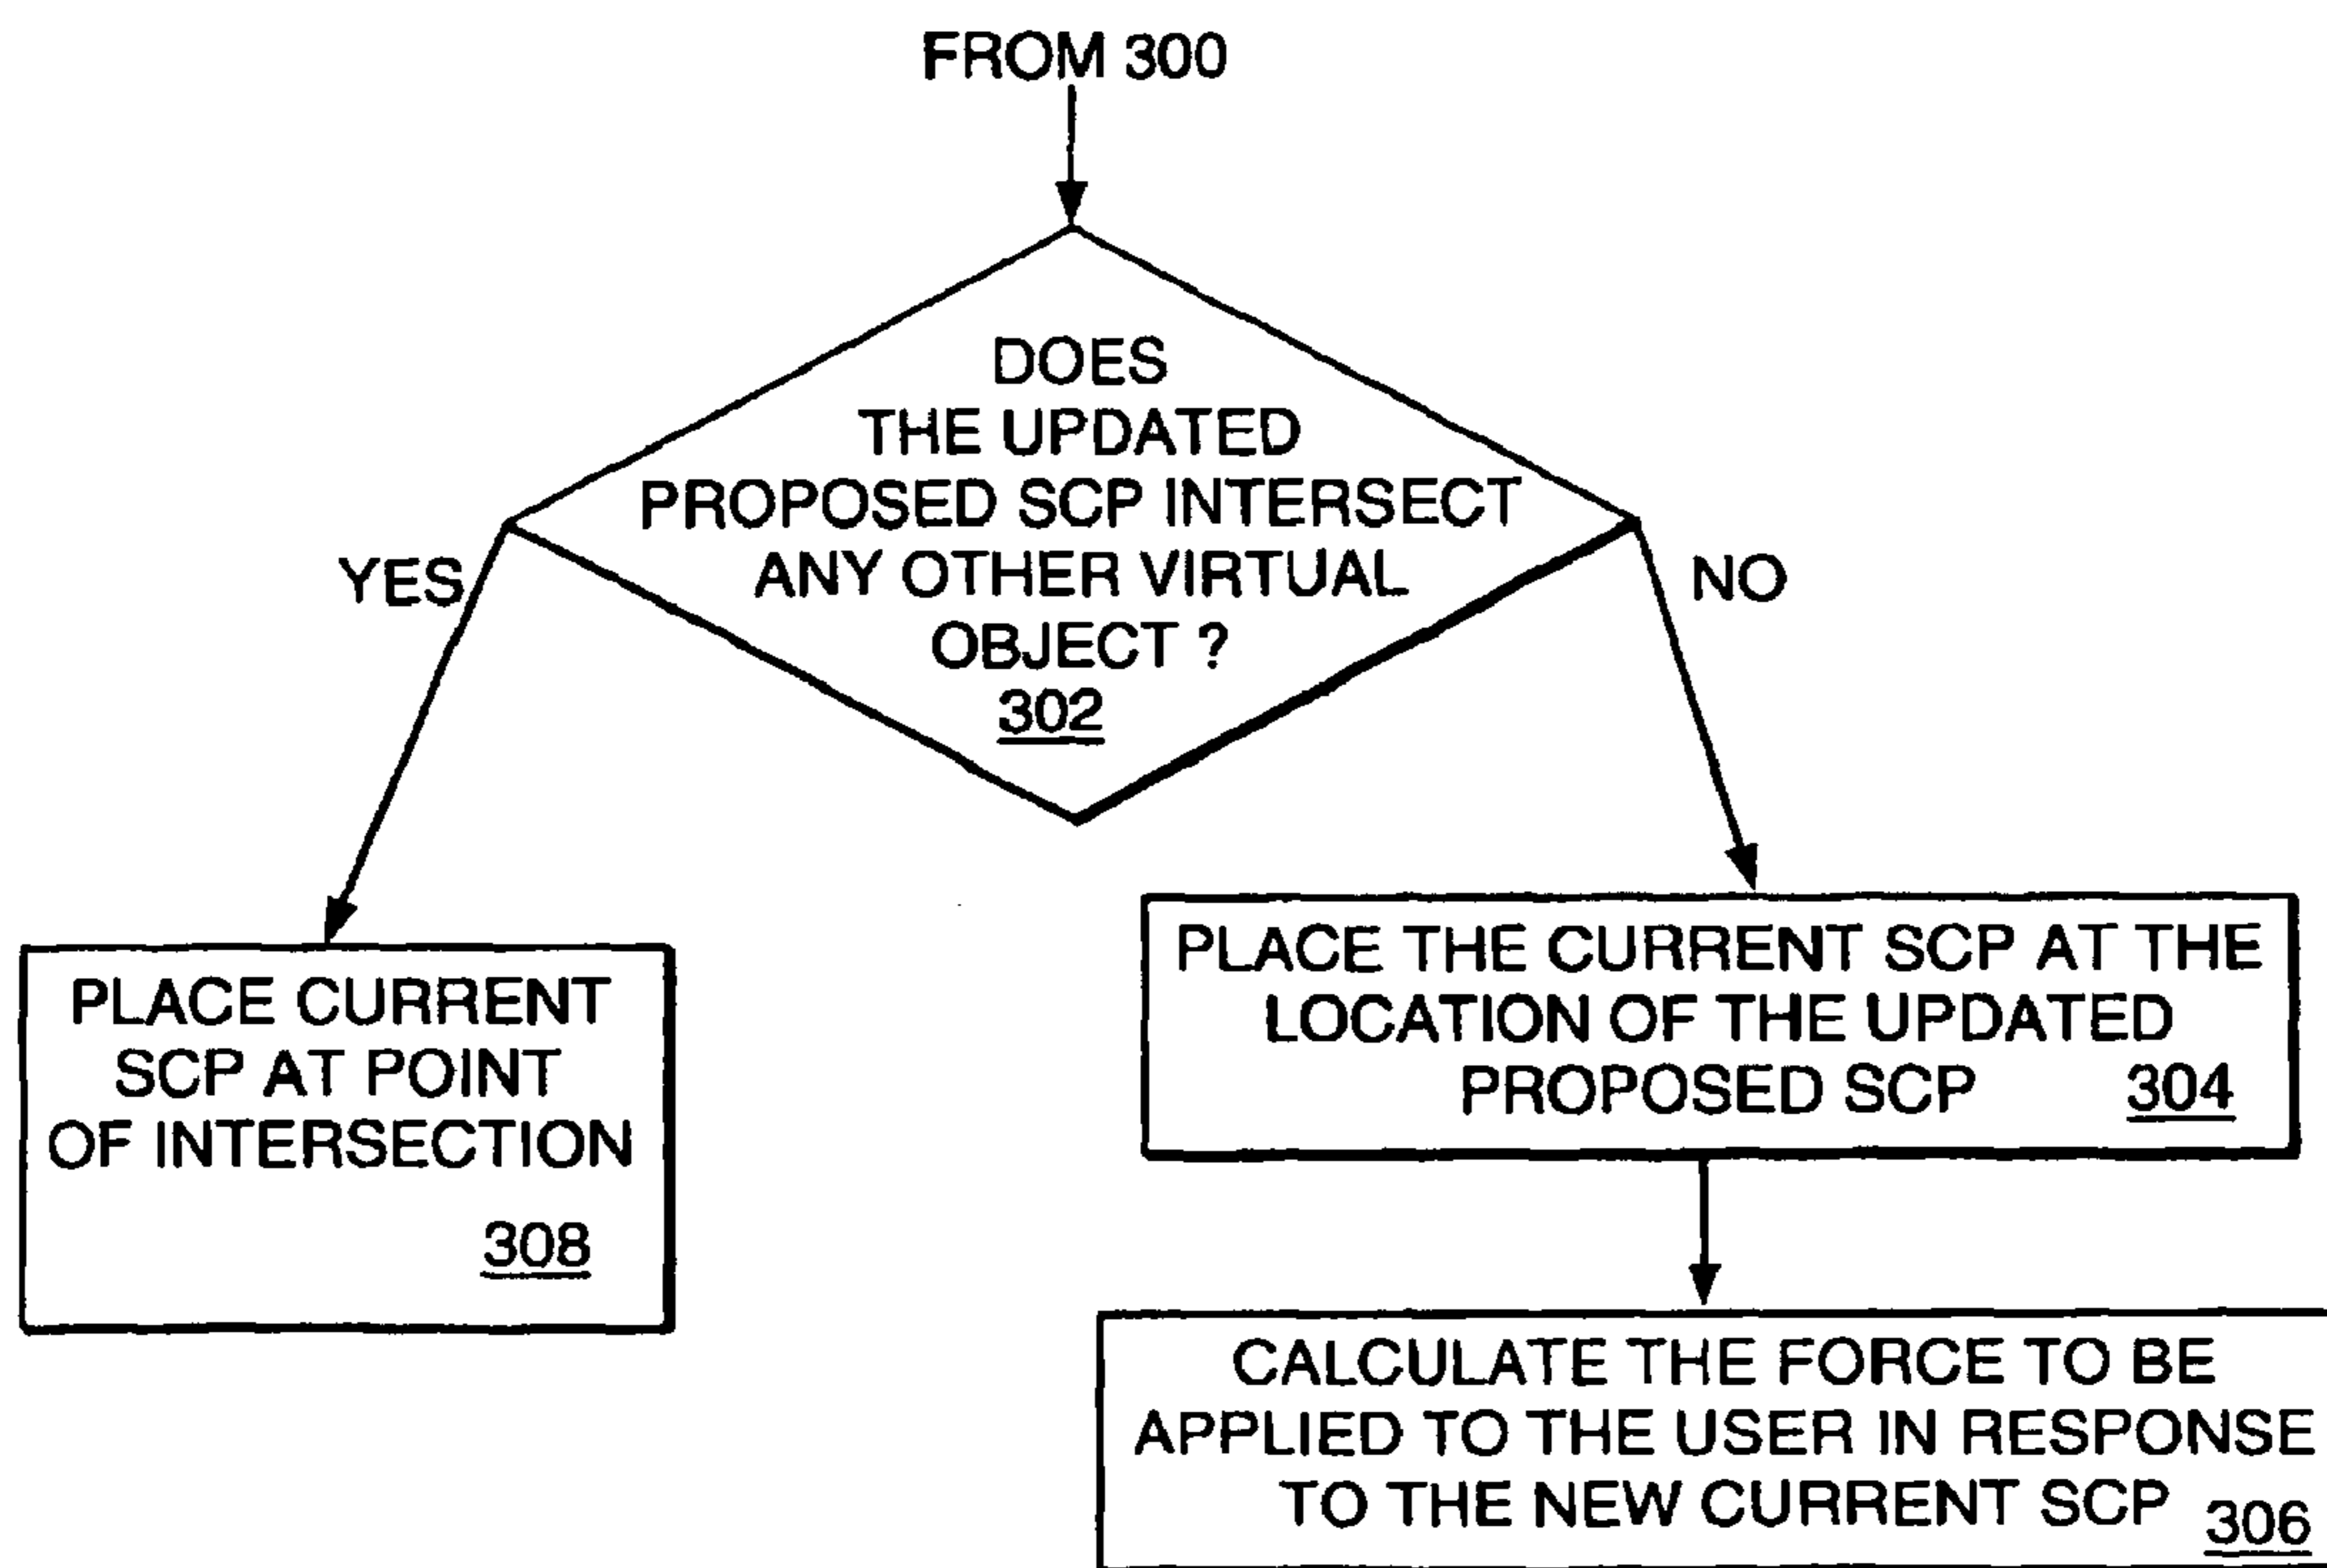 FROM 300
DOES
THE UPDATED
PROPOSED SCP INTERSECT
ANY OTHER VIRTUAL
OBJECT ?
302
YES
NO
PLACE CURRENT
SCP AT POINT
OF INTERSECTION
308
PLACE THE CURRENT SCP AT THE
LOCATION OF THE UPDATED
PROPOSED SCP 304
CALCULATE THE FORCE TO BE
APPLIED TO THE USER IN RESPONSE
TO THE NEW CURRENT SCP 306